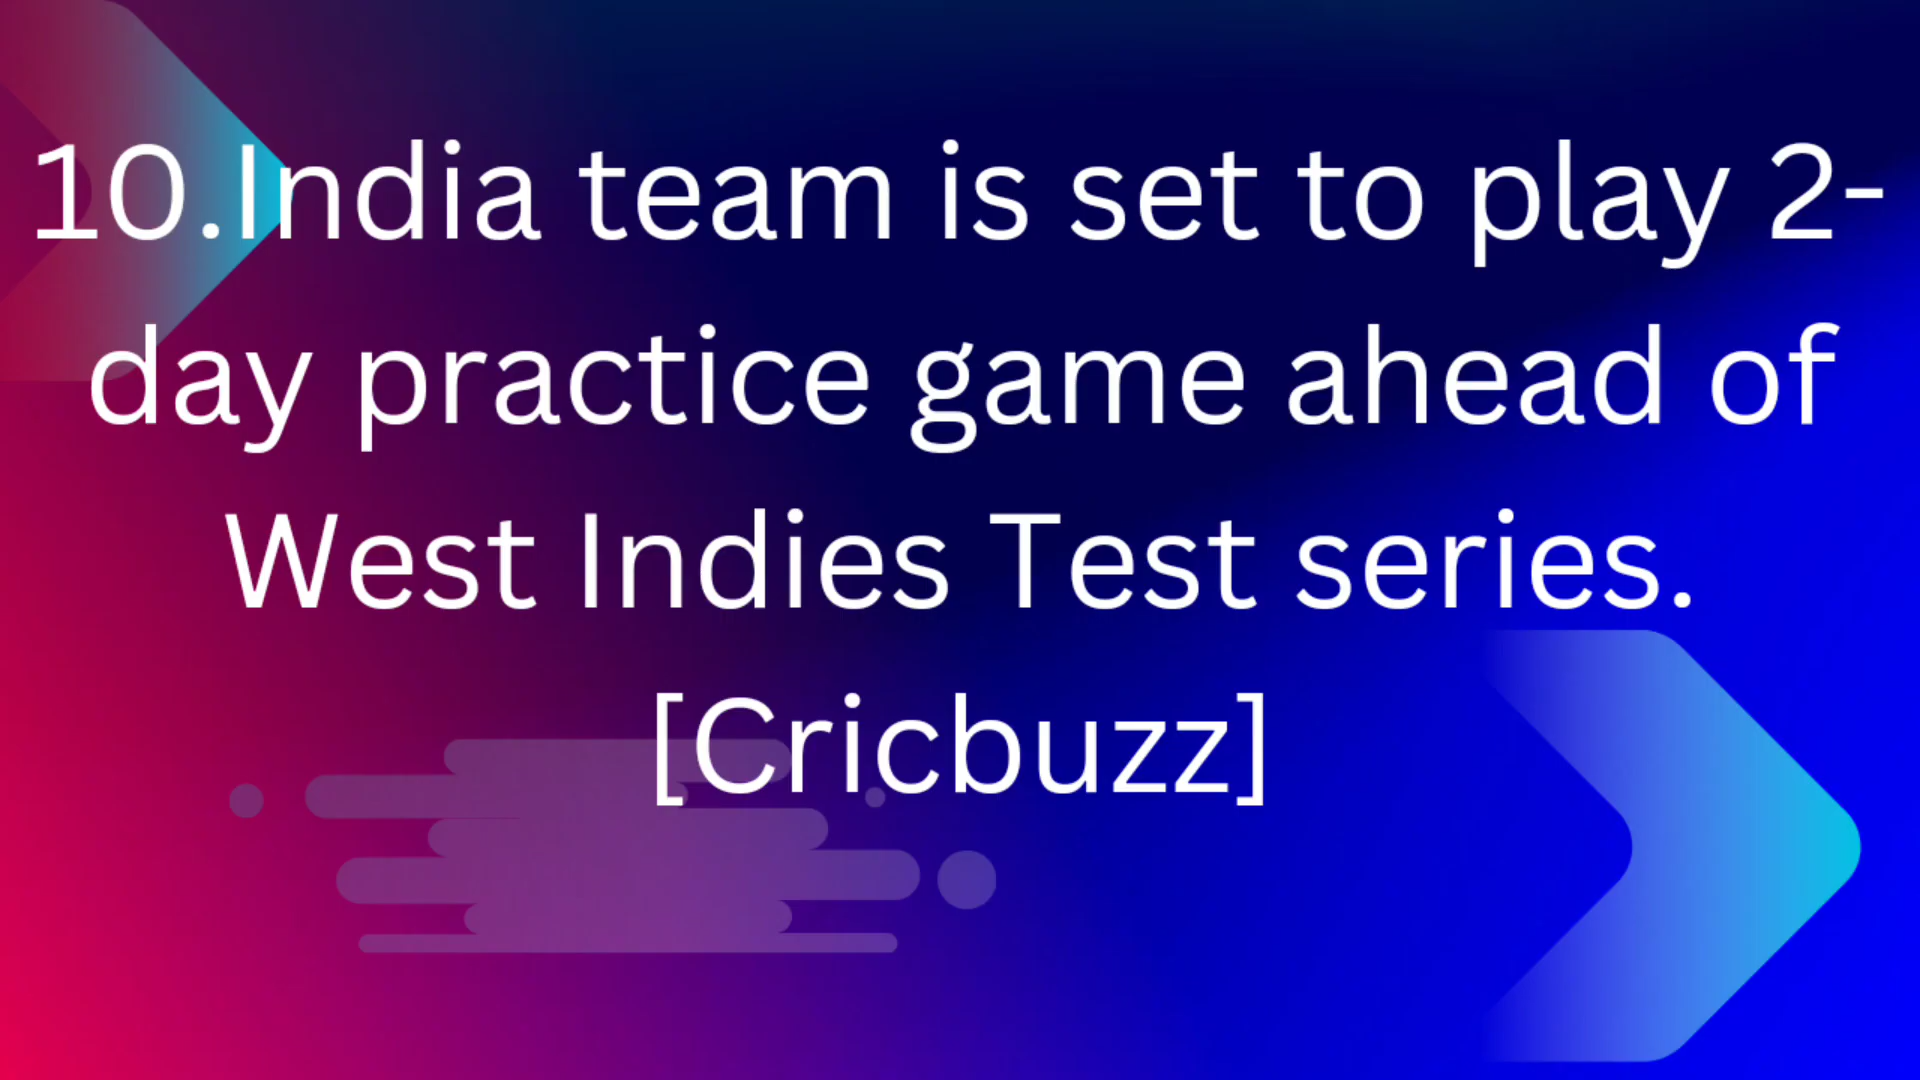 10.India team is set to play 2-
day practice game ahead of
West Indies Test series.
[Cricbuzz]